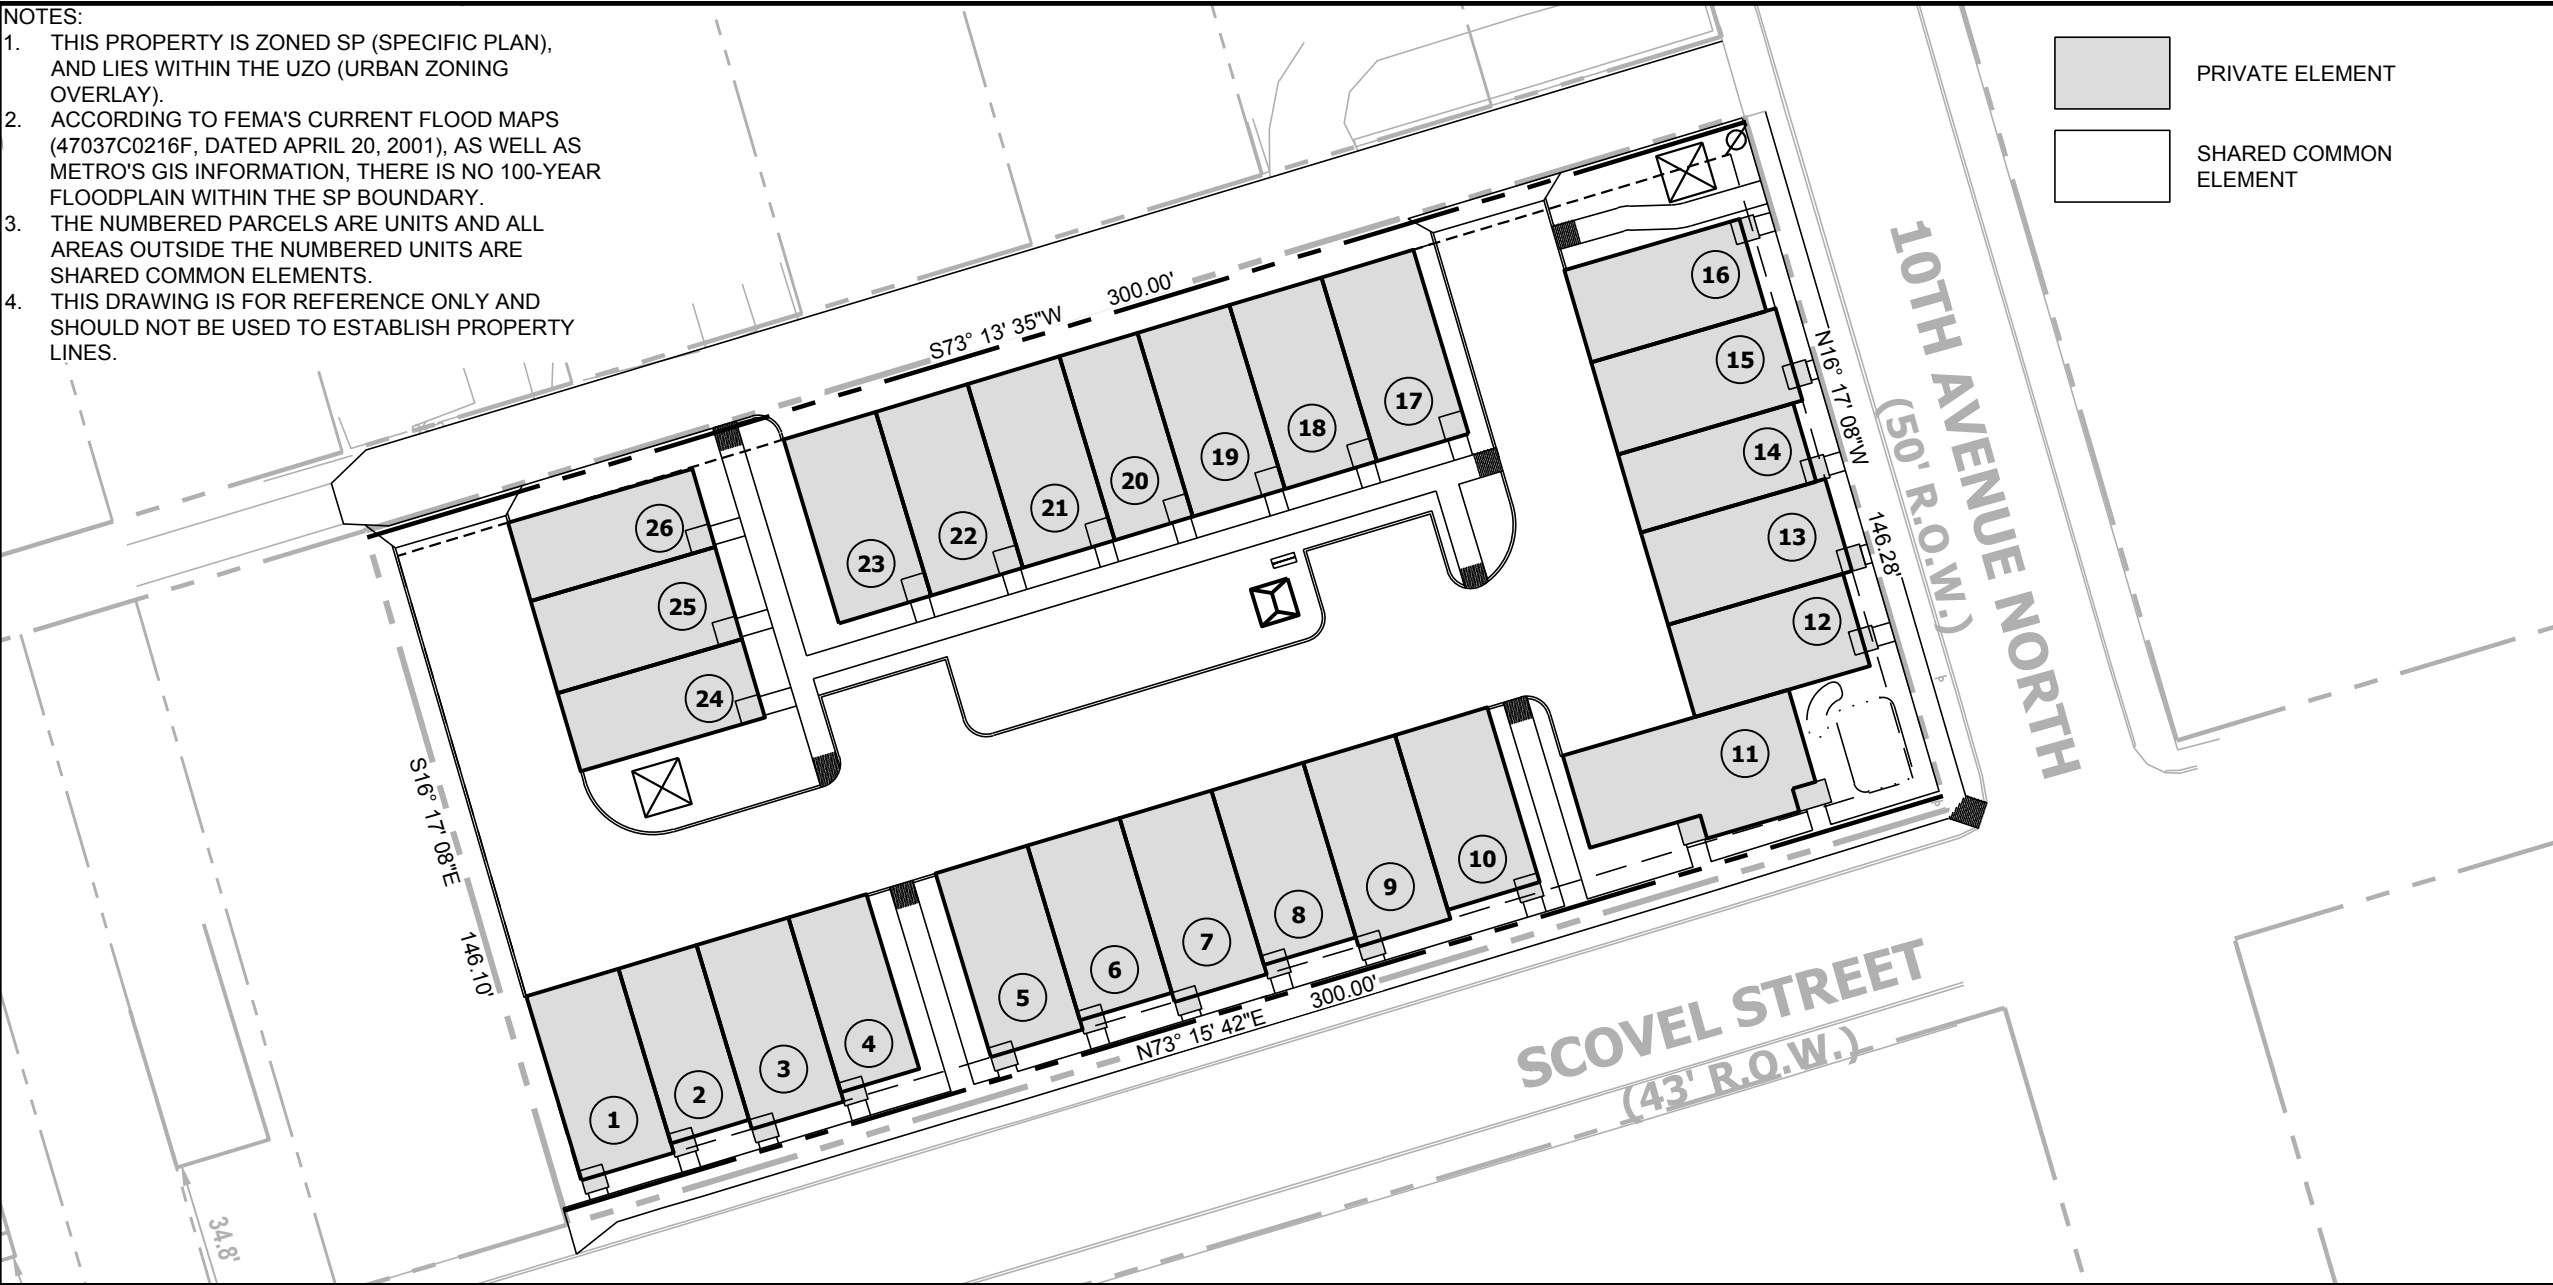 NOTES:
1. THIS PROPERTY IS ZONED SP (SPECIFIC PLAN),
AND LIES WITHIN THE UZO (URBAN ZONING
OVERLAY).
2. ACCORDING TO FEMA'S CURRENT FLOOD MAPS
(47037C0216F, DATED APRIL 20, 2001), AS WELL AS
METRO'S GIS INFORMATION, THERE IS NO 100-YEAR
FLOODPLAIN WITHIN THE SP BOUNDARY.
3. THE NUMBERED PARCELS ARE UNITS AND ALL
AREAS OUTSIDE THE NUMBERED UNITS ARE
SHARED COMMON ELEMENTS.
4. THIS DRAWING IS FOR REFERENCE ONLY AND
SHOULD NOT BE USED TO ESTABLISH PROPERTY
LINES.
PRIVATE ELEMENT
SHARED COMMON
ELEMENT
S73° 13' 35"W 300.00'
16
15
14
13
12
11
17
18
19
20
21
22
23
26
25
24
10
9
8
7
6
5
4
3
2
1
N16° 17' 08"W 146.28'
10TH AVENUE NORTH
(50' R.O.W.)
S16° 17' 08"E 146.10'
N73° 15' 42"E 300.00'
SCOVEL STREET
(43' R.O.W.)
34.8'